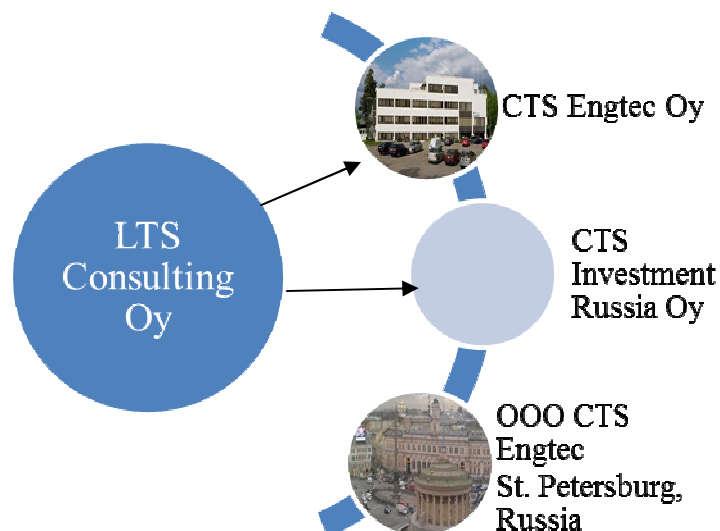 LTS
Consulting
Oy
CTS Engtec Oy
CTS
Investment
Russia Oy
OOO CTS
Engtec
St. Petersburg,
Russia